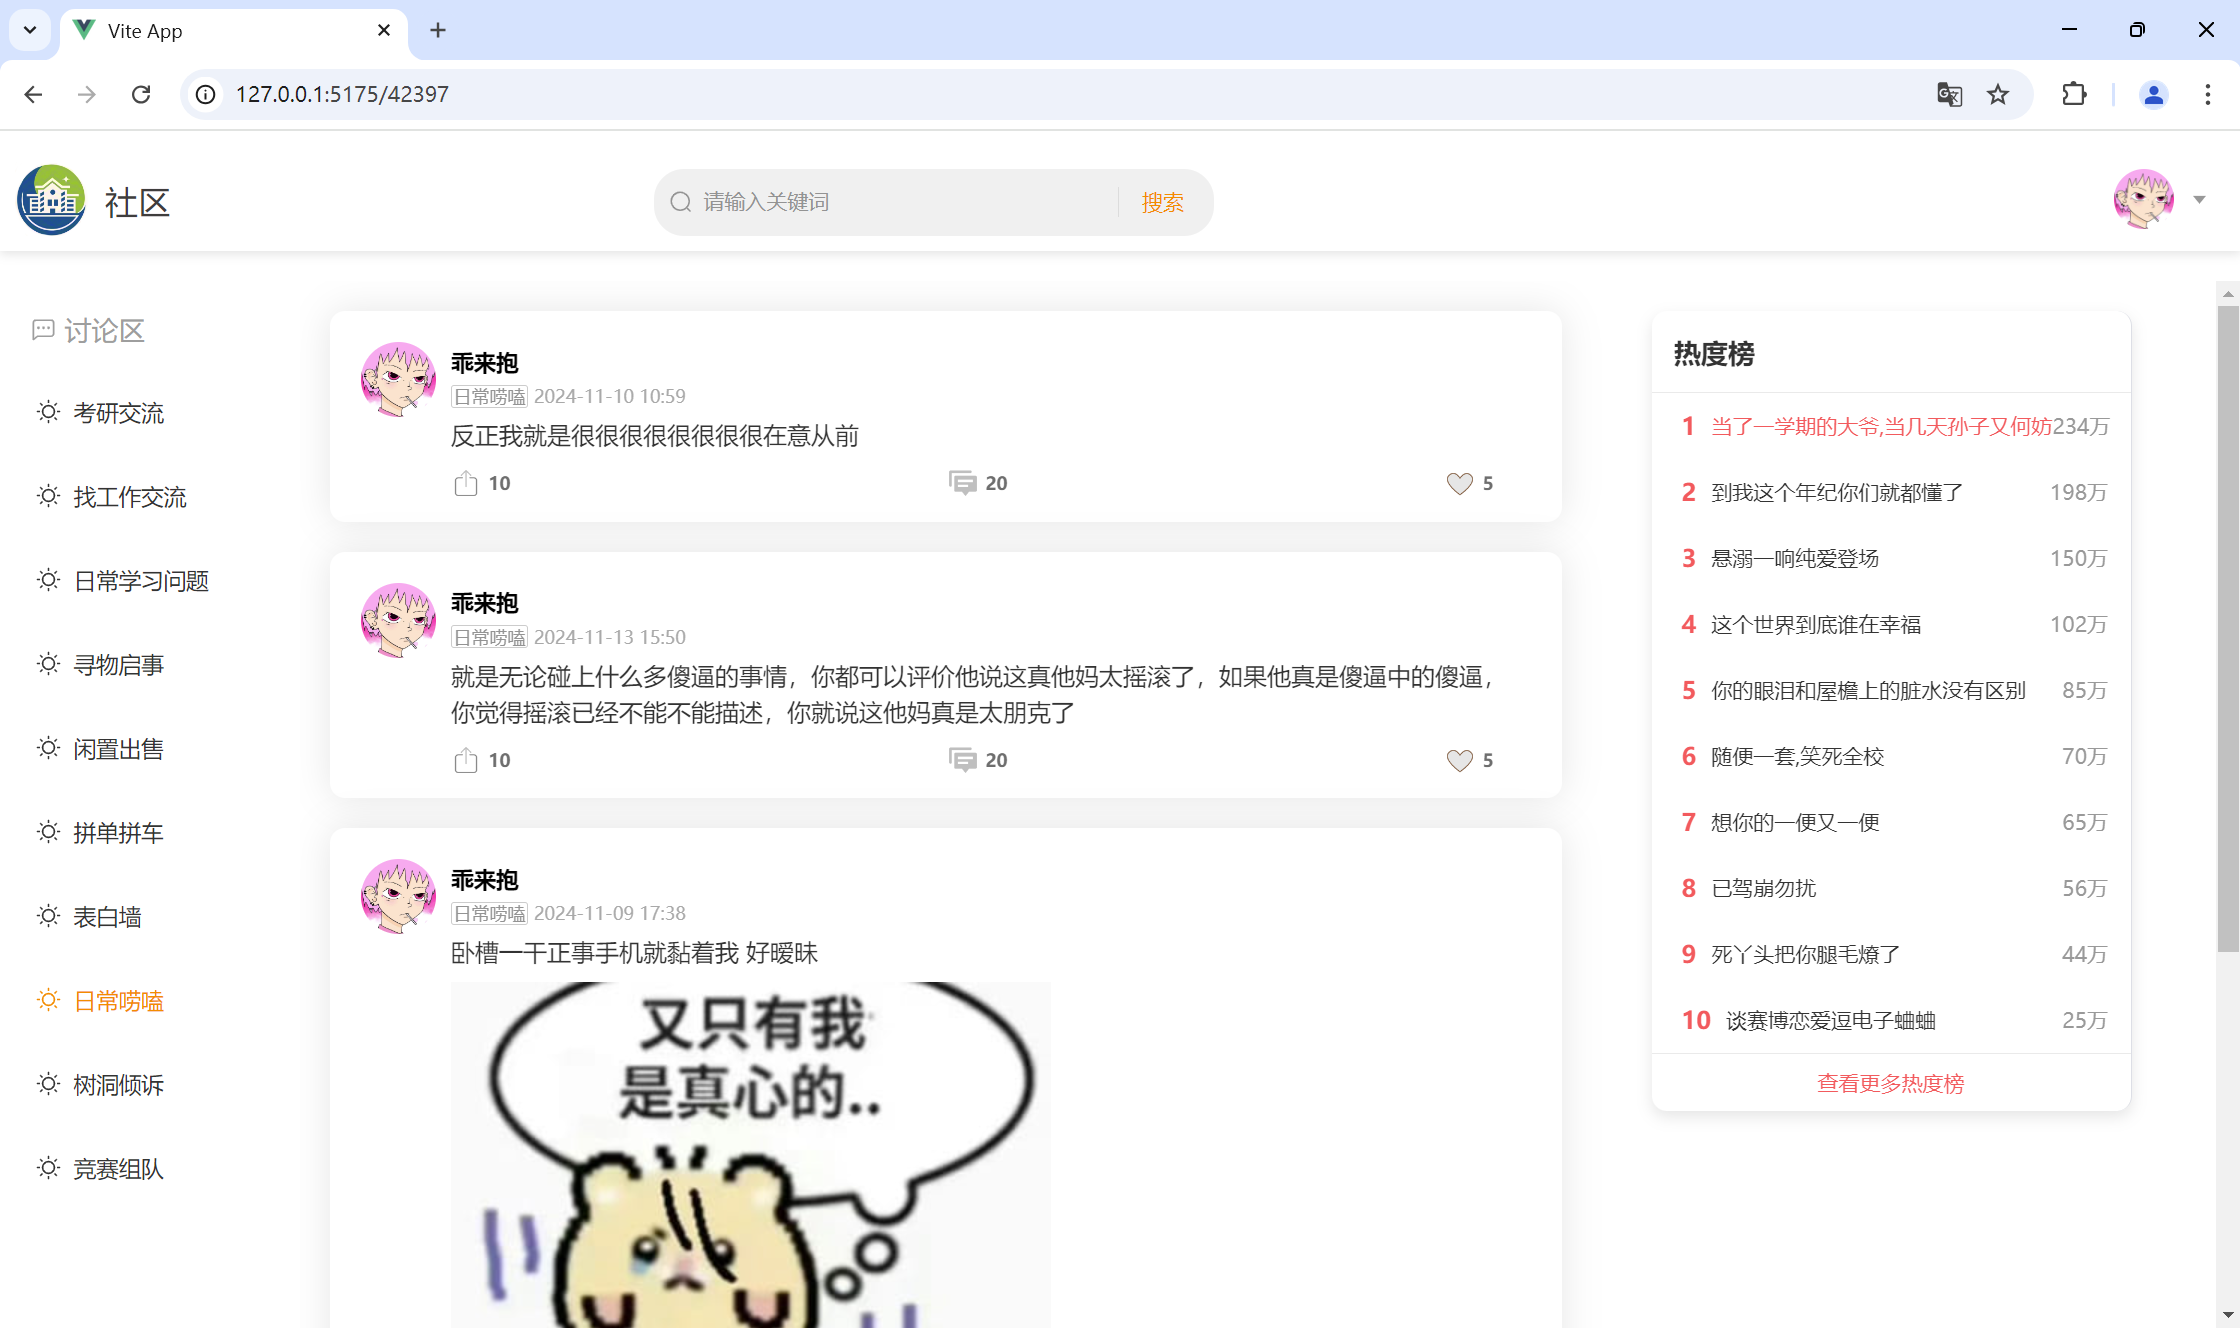 Vite App
127.0.0.1:5175/42397
社区
请输入关键词
搜索
讨论区
考研交流
找工作交流
日常学习问题
寻物启事
闲置出售
拼单拼车
表白墙
日常唠嗑
树洞倾诉
竞赛组队
乖来抱
日常唠嗑 2024-11-10 10:59
反正我就是很很很很很很很很在意从前
10 20 5
乖来抱
日常唠嗑 2024-11-13 15:50
就是无论碰上什么多傻逼的事情，你都可以评价他说这真他妈太摇滚了，如果他真是傻逼中的傻逼，
你觉得摇滚已经不能不能描述，你就说这他妈真是太朋克了
10 20 5
乖来抱
日常唠嗑 2024-11-09 17:38
卧槽一干正事手机就黏着我 好暧昧
又只有我
是真心的..
热度榜
1 当了一学期的大爷,当几天孙子又何妨234万
2 到我这个年纪你们就都懂了 198万
3 悬溺一响纯爱登场 150万
4 这个世界到底谁在幸福 102万
5 你的眼泪和屋檐上的脏水没有区别 85万
6 随便一套,笑死全校 70万
7 想你的一便又一便 65万
8 已驾崩勿扰 56万
9 死丫头把你腿毛燎了 44万
10 谈赛博恋爱逗电子蛐蛐 25万
查看更多热度榜